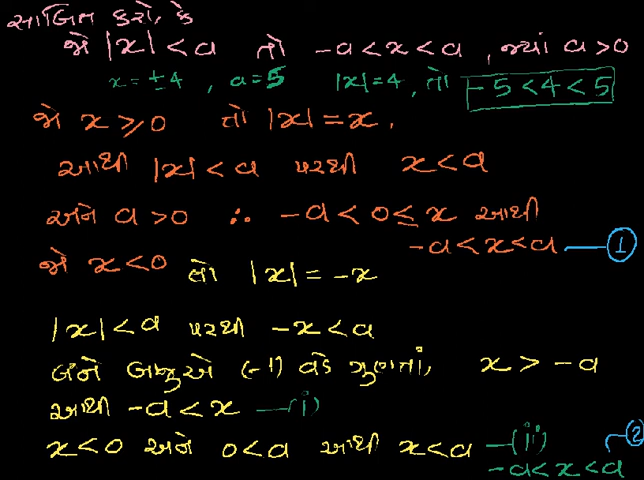 સાબિત કરો, કે
જો |x| < a તો -a < x < a , જ્યાં a > 0
x = ±4 , a = 5 |x| = 4 , તો -5 < 4 < 5
જો x ≥ 0 તો |x| = x .
આથી |x| < a પરથી x < a
અને a > 0 ∴ -a < 0 ≤ x આથી
-a < x < a — ①
જો x < 0 તો |x| = -x
|x| < a પરથી -x < a
બંને બાજુએ (-1) વડે ગુણતાં, x > -a
આથી -a < x —(i)
x < 0 અને 0 < a આથી x < a —(ii) ②
-a < x < a